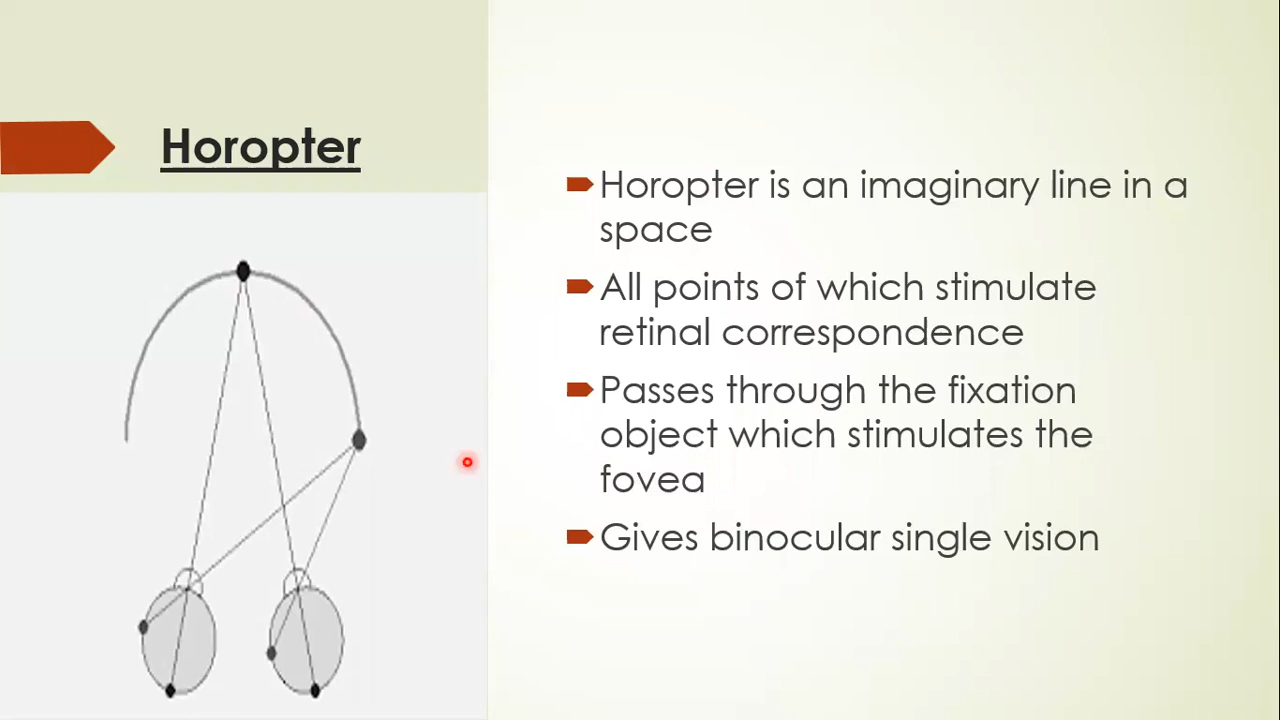 Horopter
Horopter is an imaginary line in a
space
All points of which stimulate
retinal correspondence
Passes through the fixation
object which stimulates the
fovea
Gives binocular single vision